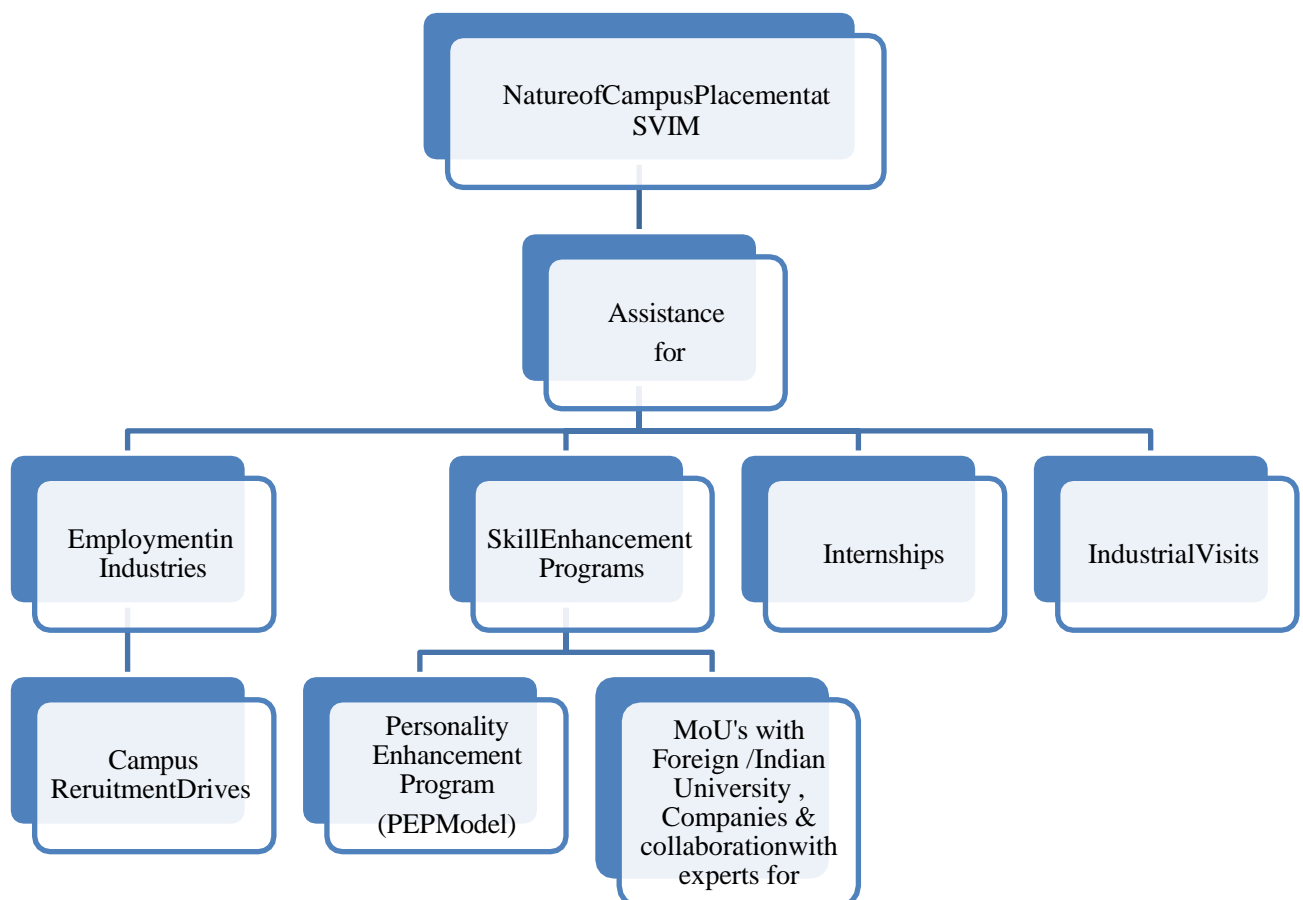 NatureofCampusPlacementat
SVIM
Assistance
for
Employmentin
Industries
SkillEnhancement
Programs
Internships
IndustrialVisits
Campus
ReruitmentDrives
Personality
Enhancement
Program
(PEPModel)
MoU's with
Foreign /Indian
University ,
Companies &
collaborationwith
experts for